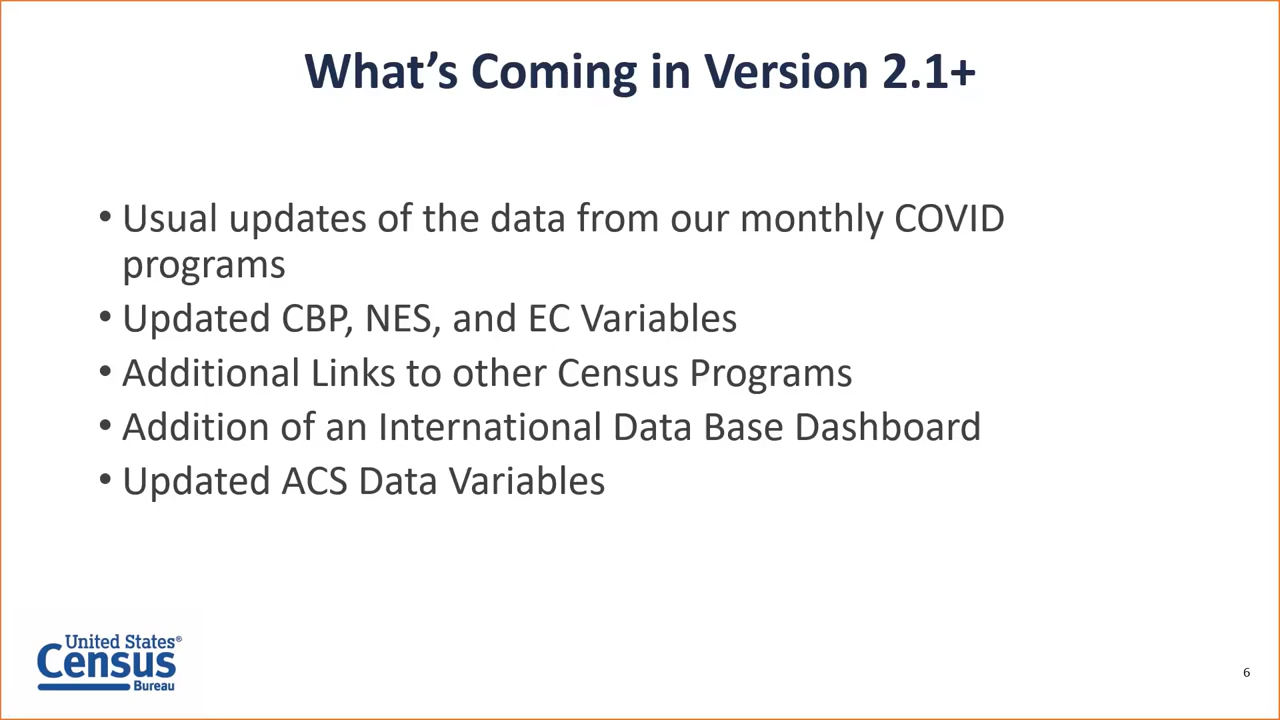 What’s Coming in Version 2.1+
• Usual updates of the data from our monthly COVID
programs
• Updated CBP, NES, and EC Variables
• Additional Links to other Census Programs
• Addition of an International Data Base Dashboard
• Updated ACS Data Variables
United States®
Census
Bureau
6